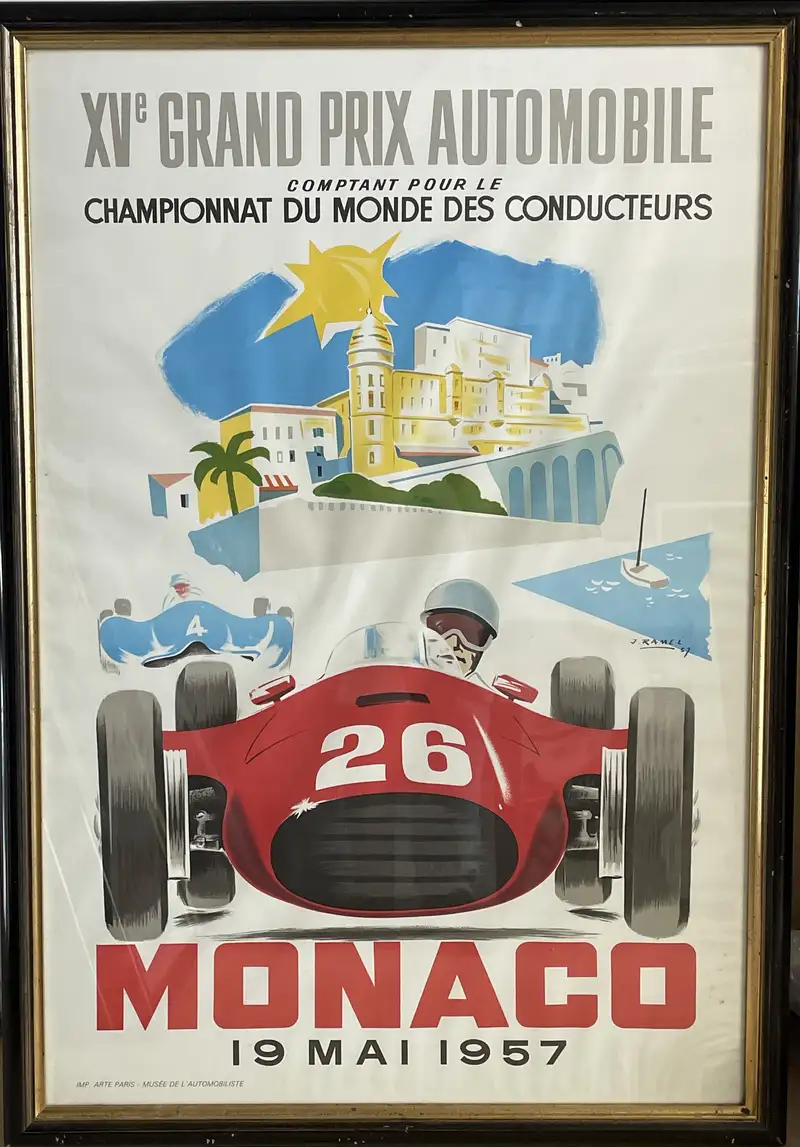 XVe GRAND PRIX AUTOMOBILE
COMPTANT POUR LE
CHAMPIONNAT DU MONDE DES CONDUCTEURS
4
J. RAMEL
57
26
MONACO
19 MAI 1957
IMP ARTE PARIS - MUSÉE DE L'AUTOMOBILISTE